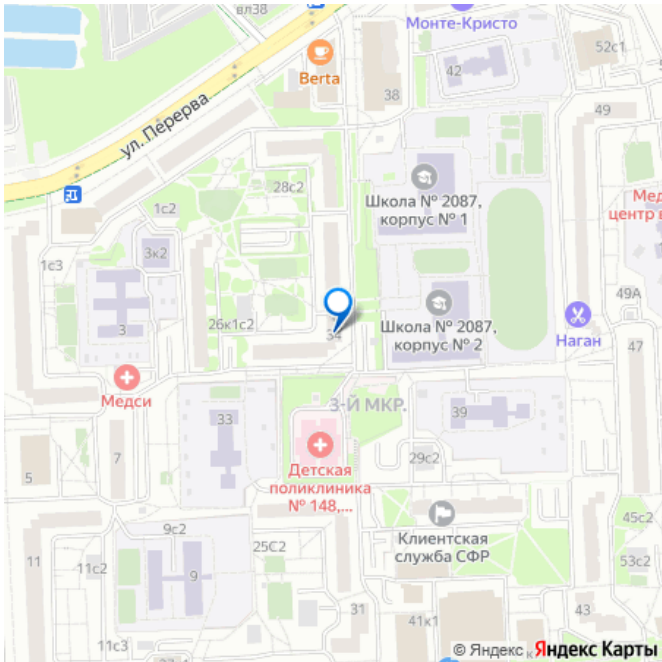 вл38
Монте-Кристо
52с1
42
Berta
38
49
ул. Перерва
28с2
Школа № 2087,
корпус № 1
Мед
центр в
1с2
3к2
1с3
49А
26к1с2
3
34
Школа № 2087,
корпус № 2
Наган
47
Медси
3-Й МКР.
33
39
7
5
Детская
поликлиника
№ 148,...
29с2
Клиентская
служба СФР
45с2
9с2
25С2
53с2
11
11с2
9
31
41к1
43
11с3
© Яндекс
Яндекс Карты